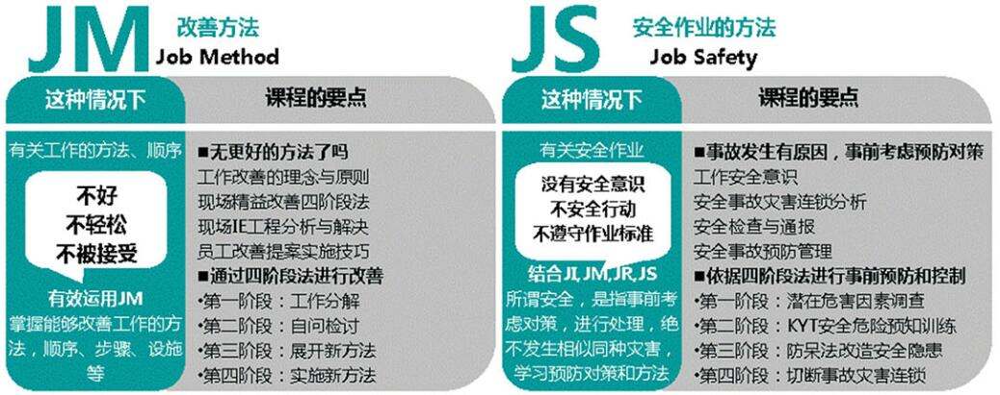 JM
改善方法
Job Method
这种情况下
课程的要点
有关工作的方法、顺序
不好
不轻松
不被接受
有效运用JM
掌握能够改善工作的方
法，顺序、步骤、设施
等
■无更好的方法了吗
工作改善的理念与原则
现场精益改善四阶段法
现场IE工程分析与解决
员工改善提案实施技巧
■通过四阶段法进行改善
•第一阶段：工作分解
•第二阶段：自问检讨
•第三阶段：展开新方法
•第四阶段：实施新方法
JS
安全作业的方法
Job Safety
这种情况下
课程的要点
有关安全作业
没有安全意识
不安全行动
不遵守作业标准
结合JI,JM,JR,JS
所谓安全，是指事前考
虑对策，进行处理，绝
不发生相似同种灾害，
学习预防对策和方法
■事故发生有原因，事前考虑预防对策
工作安全意识
安全事故灾害连锁分析
安全检查与通报
安全事故预防管理
■依据四阶段法进行事前预防和控制
•第一阶段：潜在危害因素调查
•第二阶段：KYT安全危险预知训练
•第三阶段：防呆法改造安全隐患
•第四阶段：切断事故灾害连锁